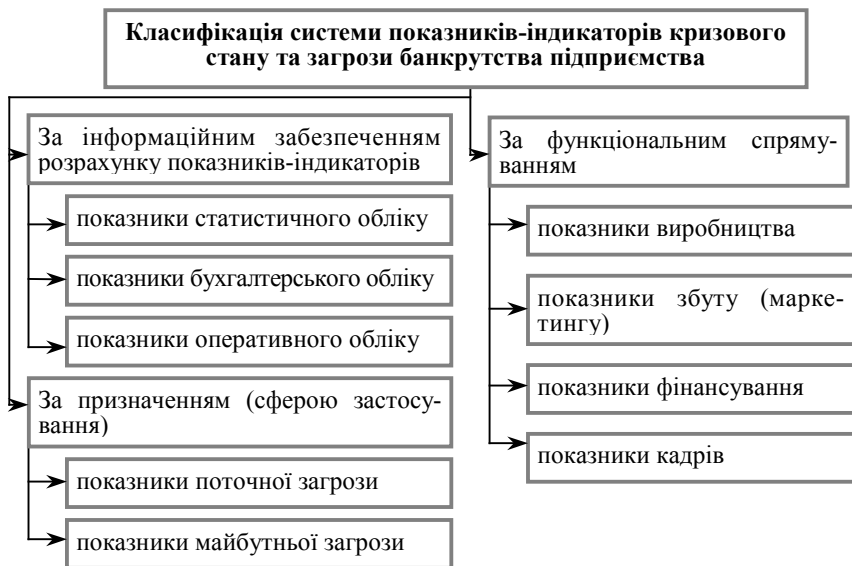 Класифікація системи показників-індикаторів кризового
стану та загрози банкрутства підприємства
За інформаційним забезпеченням
розрахунку показників-індикаторів
показники статистичного обліку
показники бухгалтерського обліку
показники оперативного обліку
За призначенням (сферою застосу-
вання)
показники поточної загрози
показники майбутньої загрози
За функціональним спряму-
ванням
показники виробництва
показники збуту (марке-
тингу)
показники фінансування
показники кадрів